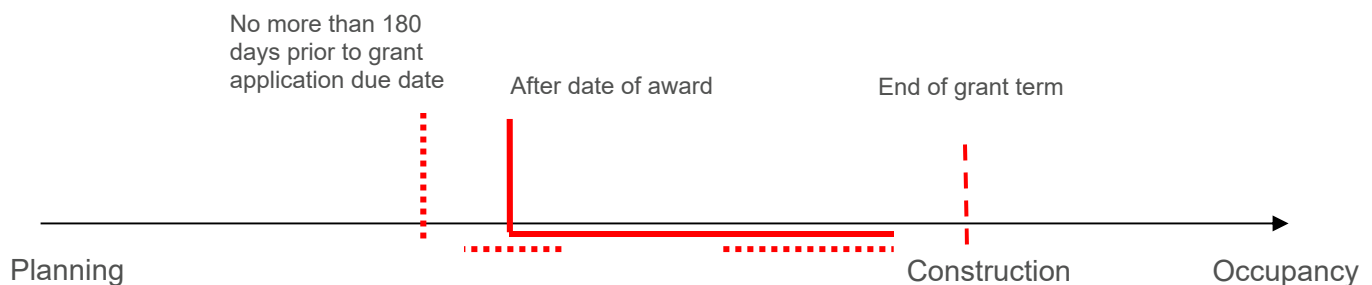 No more than 180
days prior to grant
application due date
After date of award
End of grant term
Planning
Construction
Occupancy